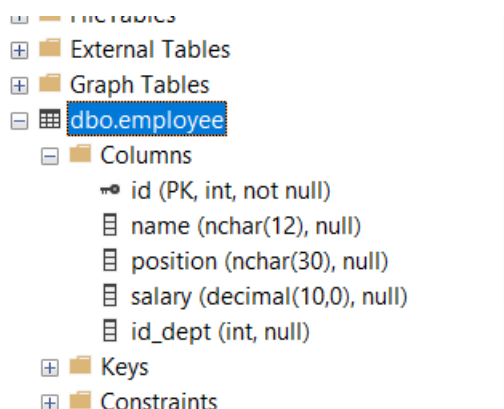 FileTables
External Tables
Graph Tables
dbo.employee
Columns
id (PK, int, not null)
name (nchar(12), null)
position (nchar(30), null)
salary (decimal(10,0), null)
id_dept (int, null)
Keys
Constraints